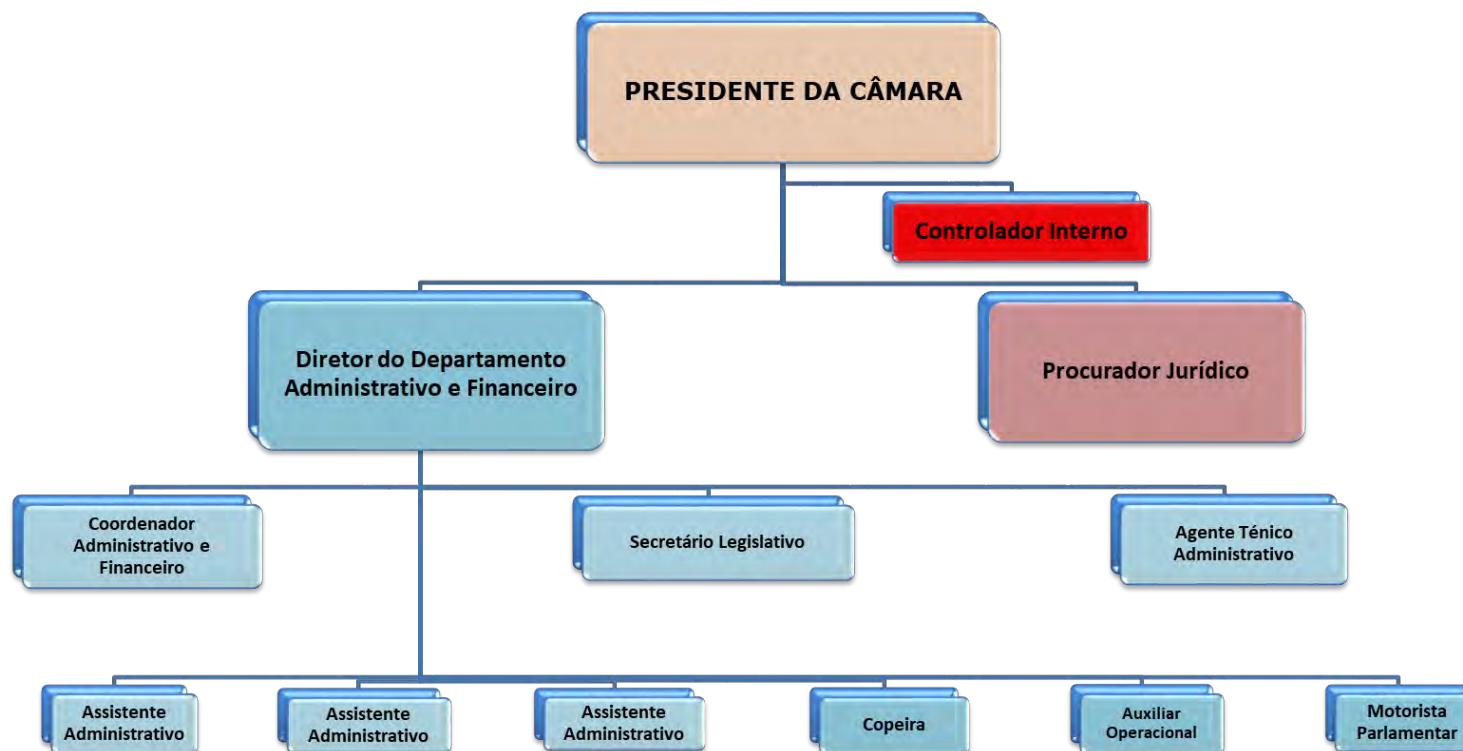 PRESIDENTE DA CÂMARA
Controlador Interno
Diretor do Departamento
Administrativo e Financeiro
Procurador Jurídico
Coordenador
Administrativo e
Financeiro
Secretário Legislativo
Agente Ténico
Administrativo
Assistente
Administrativo
Assistente
Administrativo
Assistente
Administrativo
Copeira
Auxiliar
Operacional
Motorista
Parlamentar